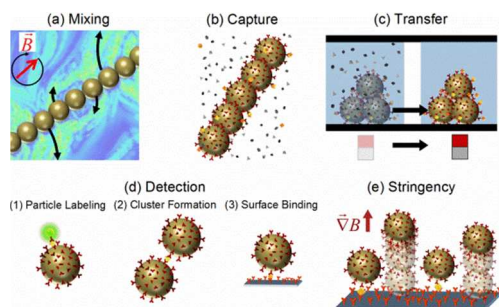 (a) Mixing
(b) Capture
(c) Transfer
B
(d) Detection
(1) Particle Labeling
(2) Cluster Formation
(3) Surface Binding
(e) Stringency
∇B